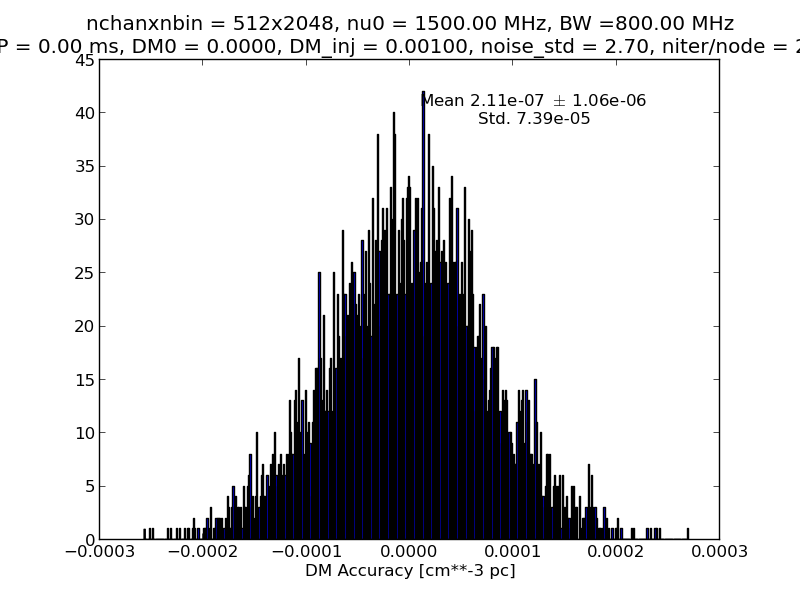 nchanxnbin = 512x2048, nu0 = 1500.00 MHz, BW =800.00 MHz
P = 0.00 ms, DM0 = 0.0000, DM_inj = 0.00100, noise_std = 2.70, niter/node = 2
45
40
35
30
25
20
15
10
5
0
Mean 2.11e-07 ± 1.06e-06
Std. 7.39e-05
−0.0003 −0.0002 −0.0001 0.0000 0.0001 0.0002 0.0003
DM Accuracy [cm**-3 pc]